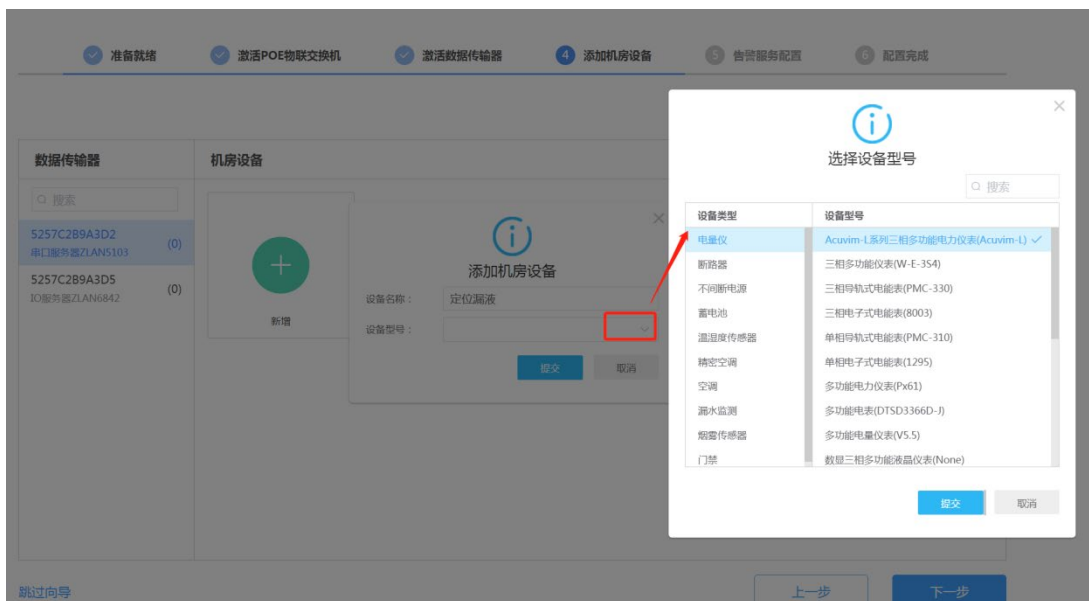 准备就绪
激活POE物联交换机
激活数据传输器
4 添加机房设备
5 告警服务配置
6 配置完成
数据传输器
机房设备
搜索
5257C2B9A3D2
串口服务器ZLAN5103
(0)
5257C2B9A3D5
IO服务器ZLAN6842
(0)
新增
添加机房设备
设备名称：
定位漏液
设备型号：
提交
取消
选择设备型号
搜索
设备类型
设备型号
电量仪
Acuvim-L系列三相多功能电力仪表(Acuvim-L)
断路器
三相多功能仪表(W-E-3S4)
不间断电源
三相导轨式电能表(PMC-330)
蓄电池
三相电子式电能表(8003)
温湿度传感器
单相导轨式电能表(PMC-310)
精密空调
单相电子式电能表(1295)
空调
多功能电力仪表(Px61)
漏水监测
多功能电表(DTSD3366D-J)
烟雾传感器
多功能电量仪表(V5.5)
门禁
数显三相多功能液晶仪表(None)
提交
取消
跳过向导
上一步
下一步